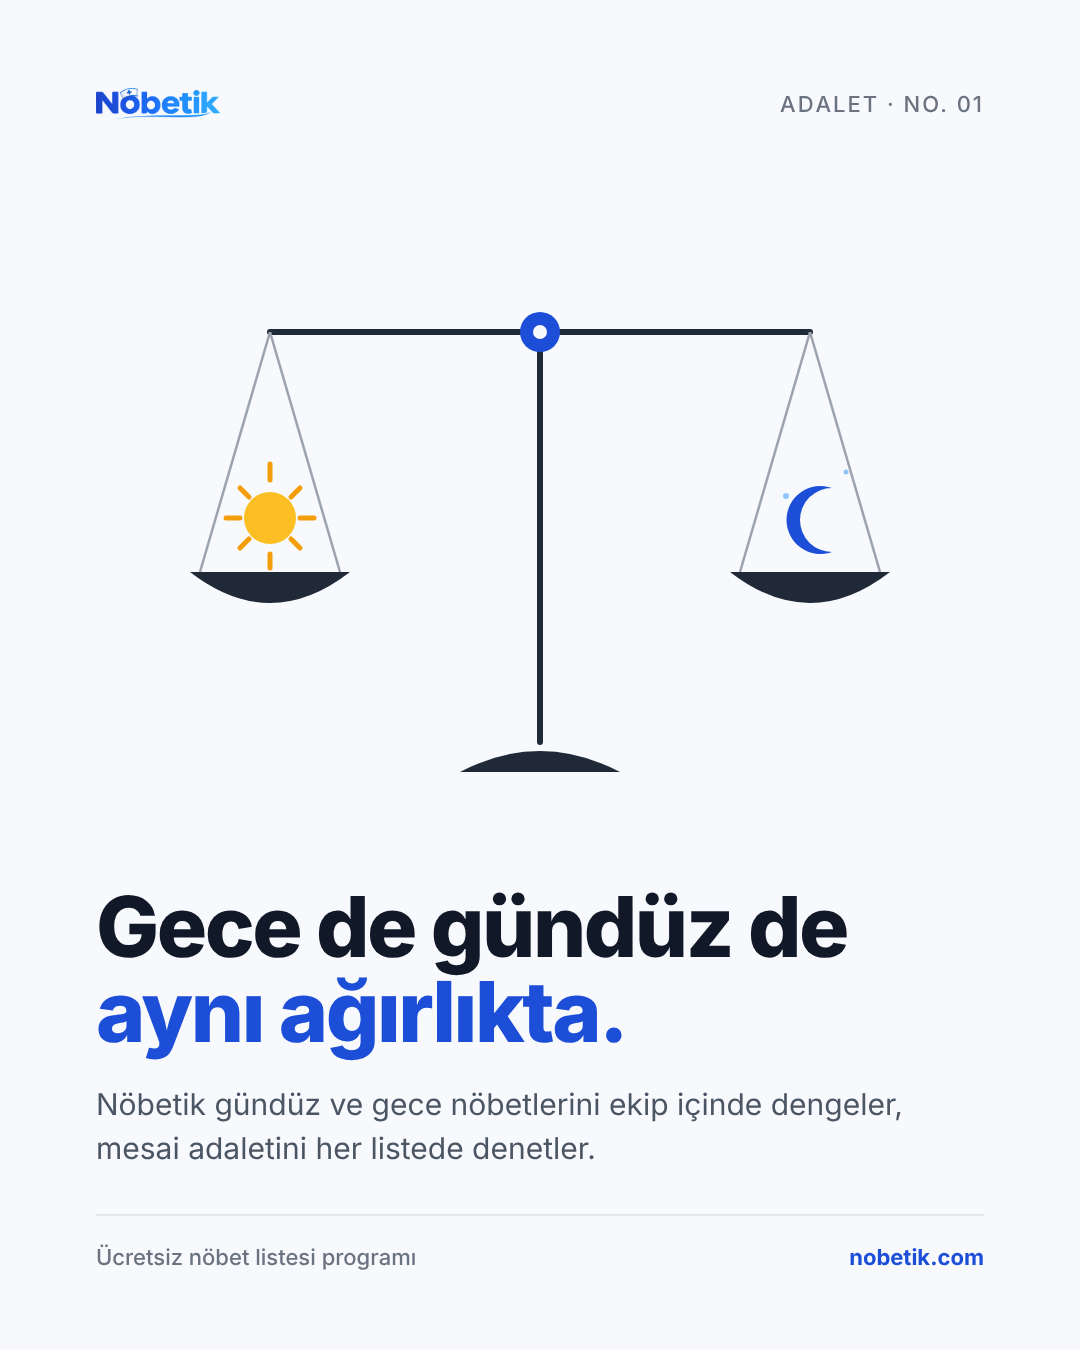 Nöbetik
ADALET · NO. 01
Gece de gündüz de
aynı ağırlıkta.
Nöbetik gündüz ve gece nöbetlerini ekip içinde dengeler,
mesai adaletini her listede denetler.
Ücretsiz nöbet listesi programı
nobetik.com